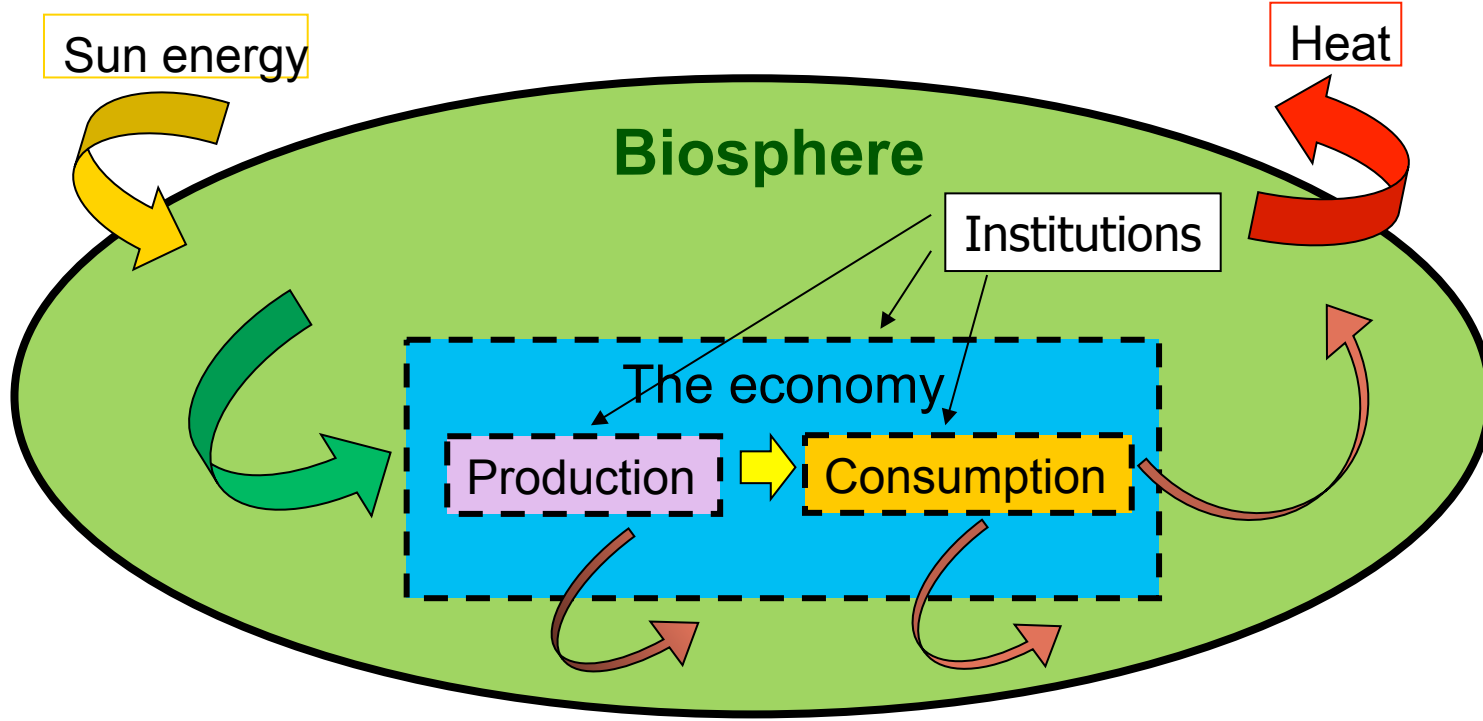 Sun energy
Heat
Biosphere
Institutions
The economy
Production
Consumption